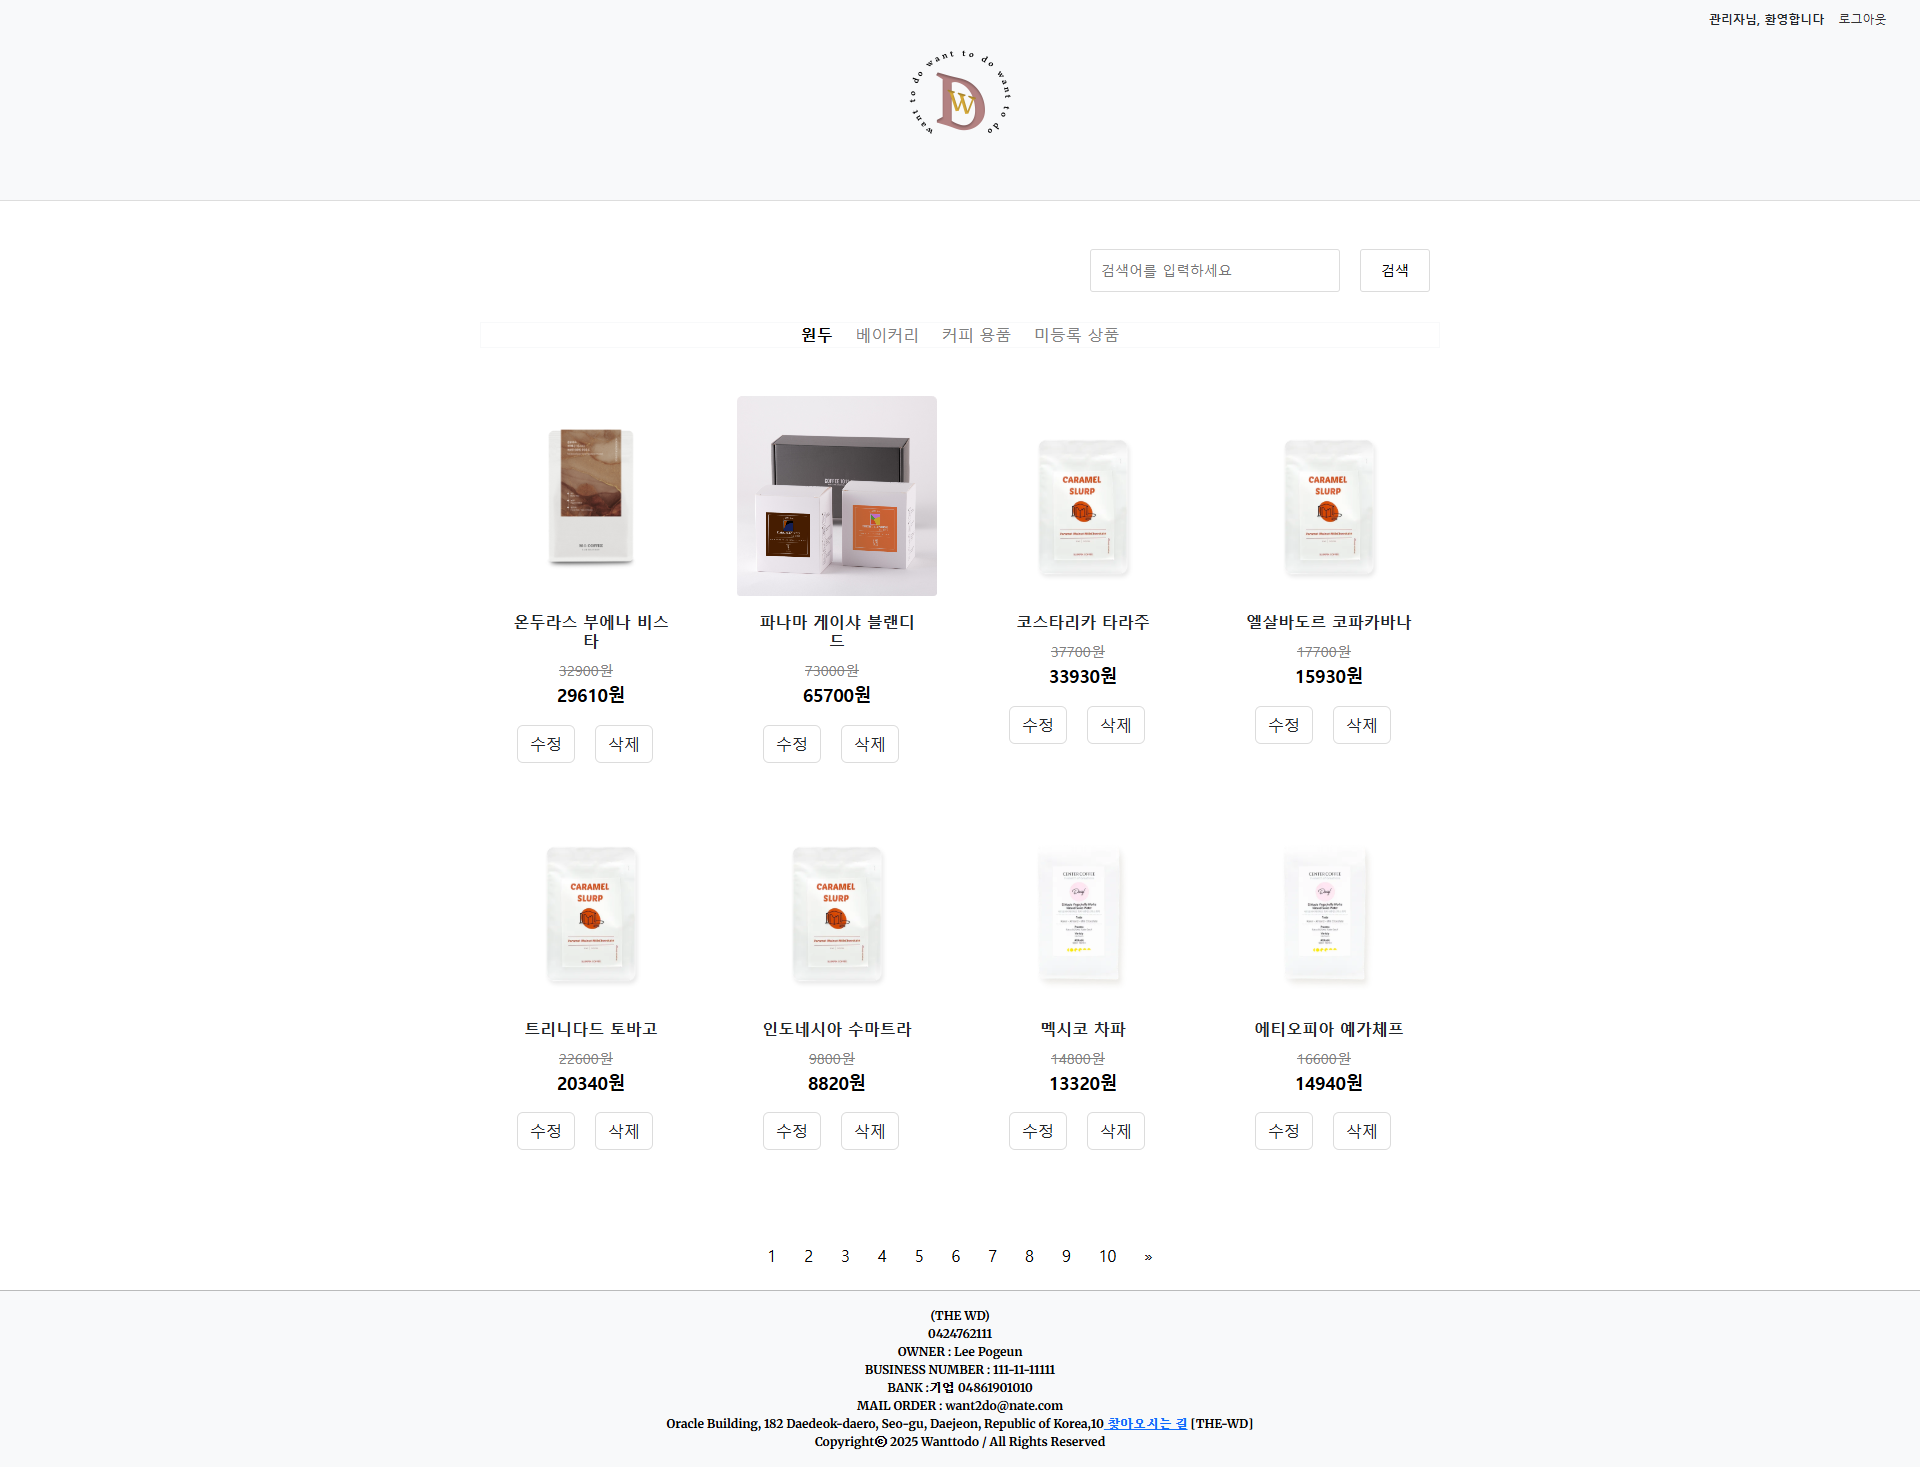 관리자님, 환영합니다 로그아웃
want to do want to do want to do
DW
검색어를 입력하세요 검색
원두 베이커리 커피 용품 미등록 상품
CARAMEL
SLURP
CARAMEL
SLURP
온두라스 부에나 비스
타
32900원
29610원
수정 삭제
파나마 게이샤 블랜디
드
73000원
65700원
수정 삭제
코스타리카 타라주
37700원
33930원
수정 삭제
엘살바도르 코파카바나
17700원
15930원
수정 삭제
CARAMEL
SLURP
CARAMEL
SLURP
CENTER COFFEE
CENTER COFFEE
트리니다드 토바고
22600원
20340원
수정 삭제
인도네시아 수마트라
9800원
8820원
수정 삭제
멕시코 차파
14800원
13320원
수정 삭제
에티오피아 예가체프
16600원
14940원
수정 삭제
1 2 3 4 5 6 7 8 9 10 »
(THE WD)
0424762111
OWNER : Lee Pogeun
BUSINESS NUMBER : 111-11-11111
BANK :기업 04861901010
MAIL ORDER : want2do@nate.com
Oracle Building, 182 Daedeok-daero, Seo-gu, Daejeon, Republic of Korea,10 찾아오시는 길 [THE-WD]
Copyrightⓒ 2025 Wanttodo / All Rights Reserved